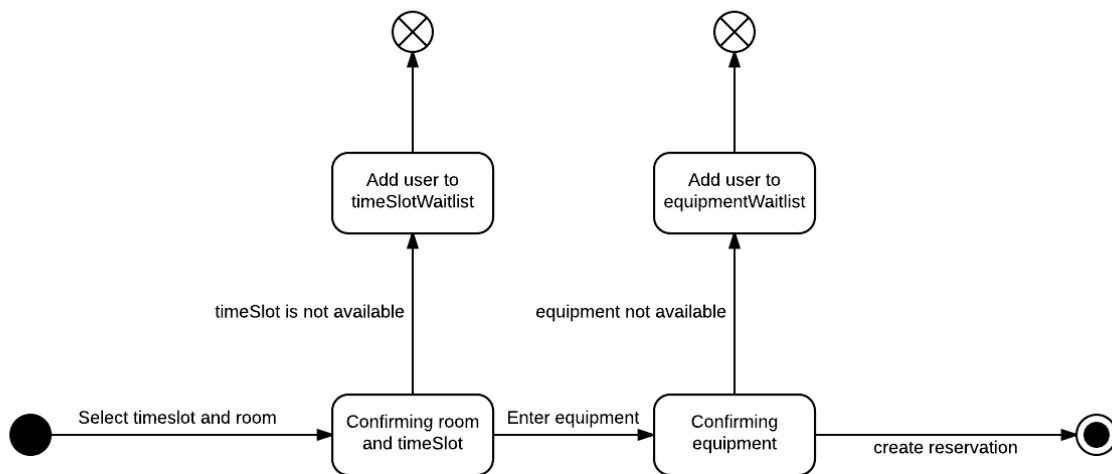 Add user to
timeSlotWaitlist
Add user to
equipmentWaitlist
timeSlot is not available
equipment not available
Select timeslot and room
Confirming room
and timeSlot
Enter equipment
Confirming
equipment
create reservation